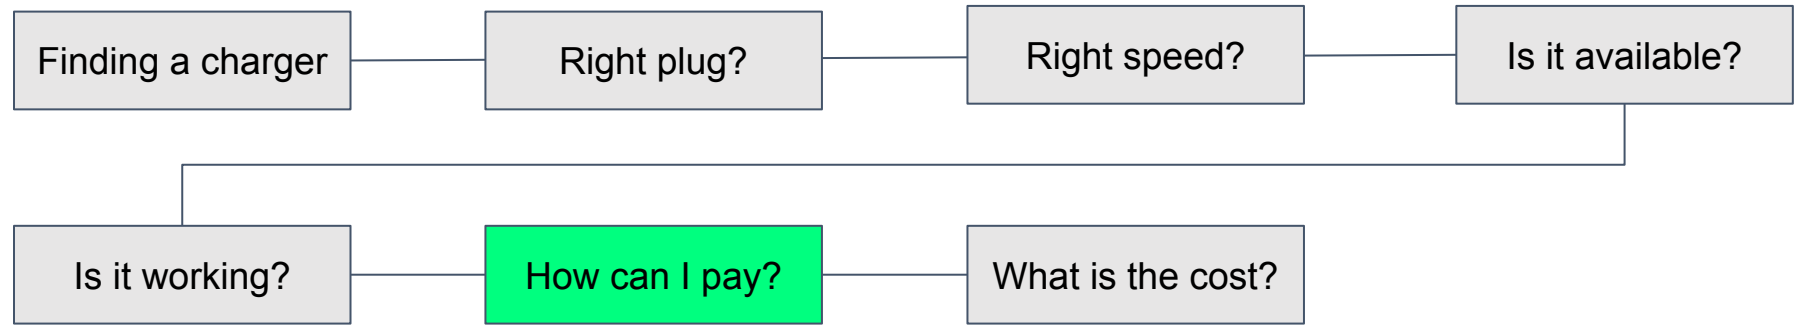 Finding a charger
Right plug?
Right speed?
Is it available?
Is it working?
How can I pay?
What is the cost?